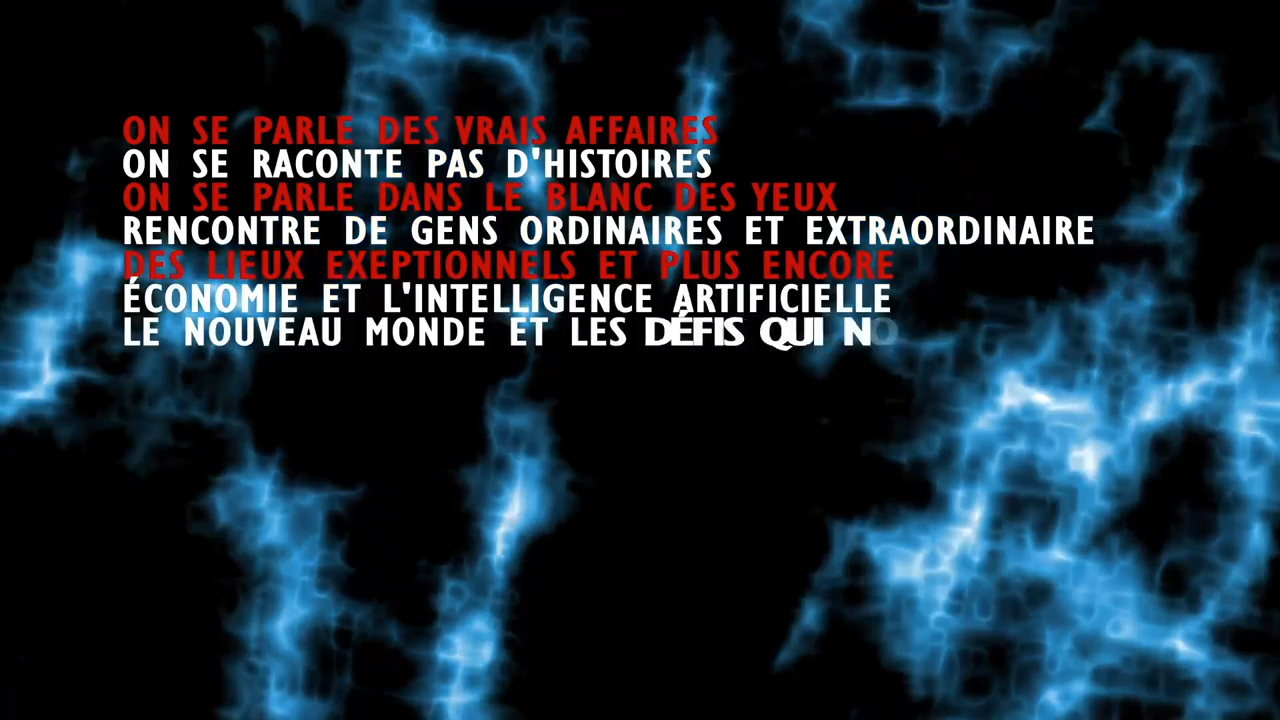 ON SE PARLE DES VRAIS AFFAIRES
ON SE RACONTE PAS D'HISTOIRES
ON SE PARLE DANS LE BLANC DES YEUX
RENCONTRE DE GENS ORDINAIRES ET EXTRAORDINAIRE
DES LIEUX EXEPTIONNELS ET PLUS ENCORE
ÉCONOMIE ET L'INTELLIGENCE ARTIFICIELLE
LE NOUVEAU MONDE ET LES DÉFIS QUI NO